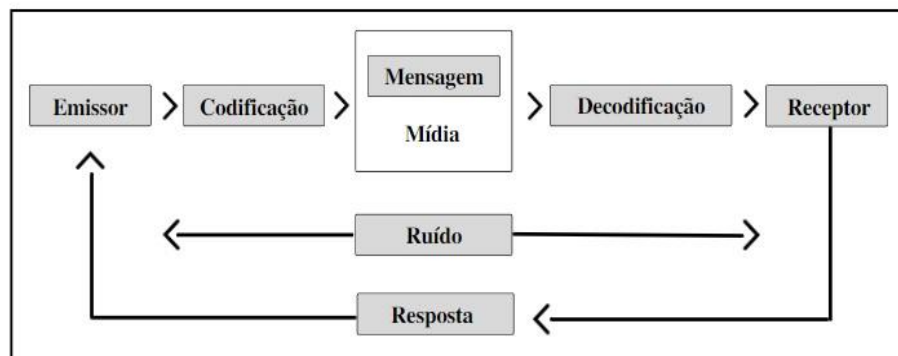 Mensagem
Emissor
Codificação
Mídia
Decodificação
Receptor
Ruído
Resposta